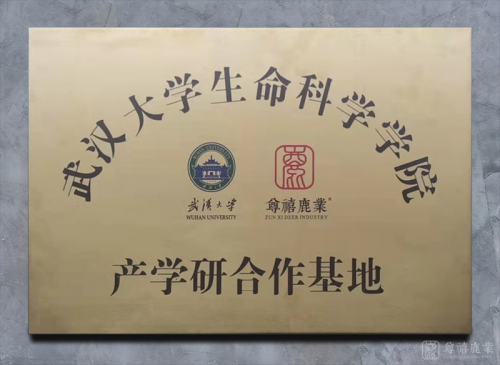 武汉大学生命科学学院
武漢大学
WUHAN UNIVERSITY
尊禧鹿業®
ZUN XI DEER INDUSTRY
产学研合作基地
尊禧鹿業